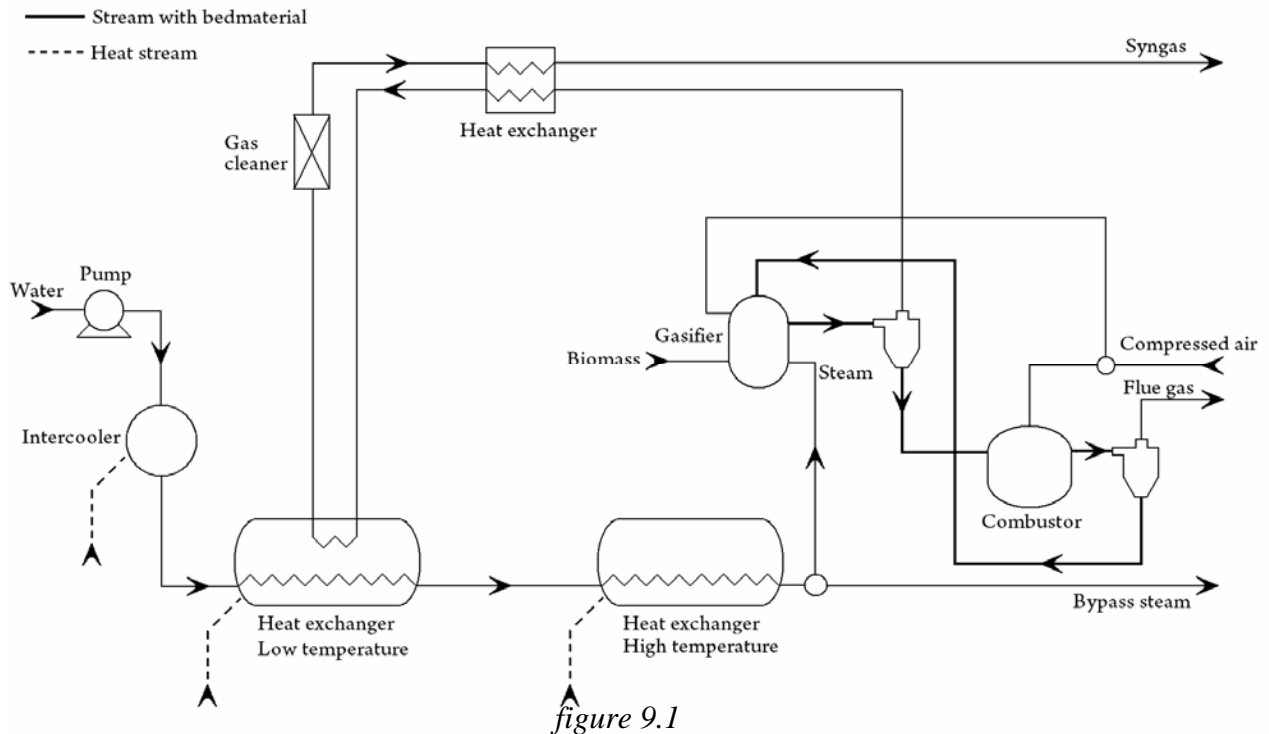 Stream with bedmaterial
Heat stream
Syngas
Heat exchanger
Gas
cleaner
Pump
Water
Gasifier
Biomass
Steam
Compressed air
Flue gas
Intercooler
Combustor
Heat exchanger
Low temperature
Heat exchanger
High temperature
Bypass steam
figure 9.1